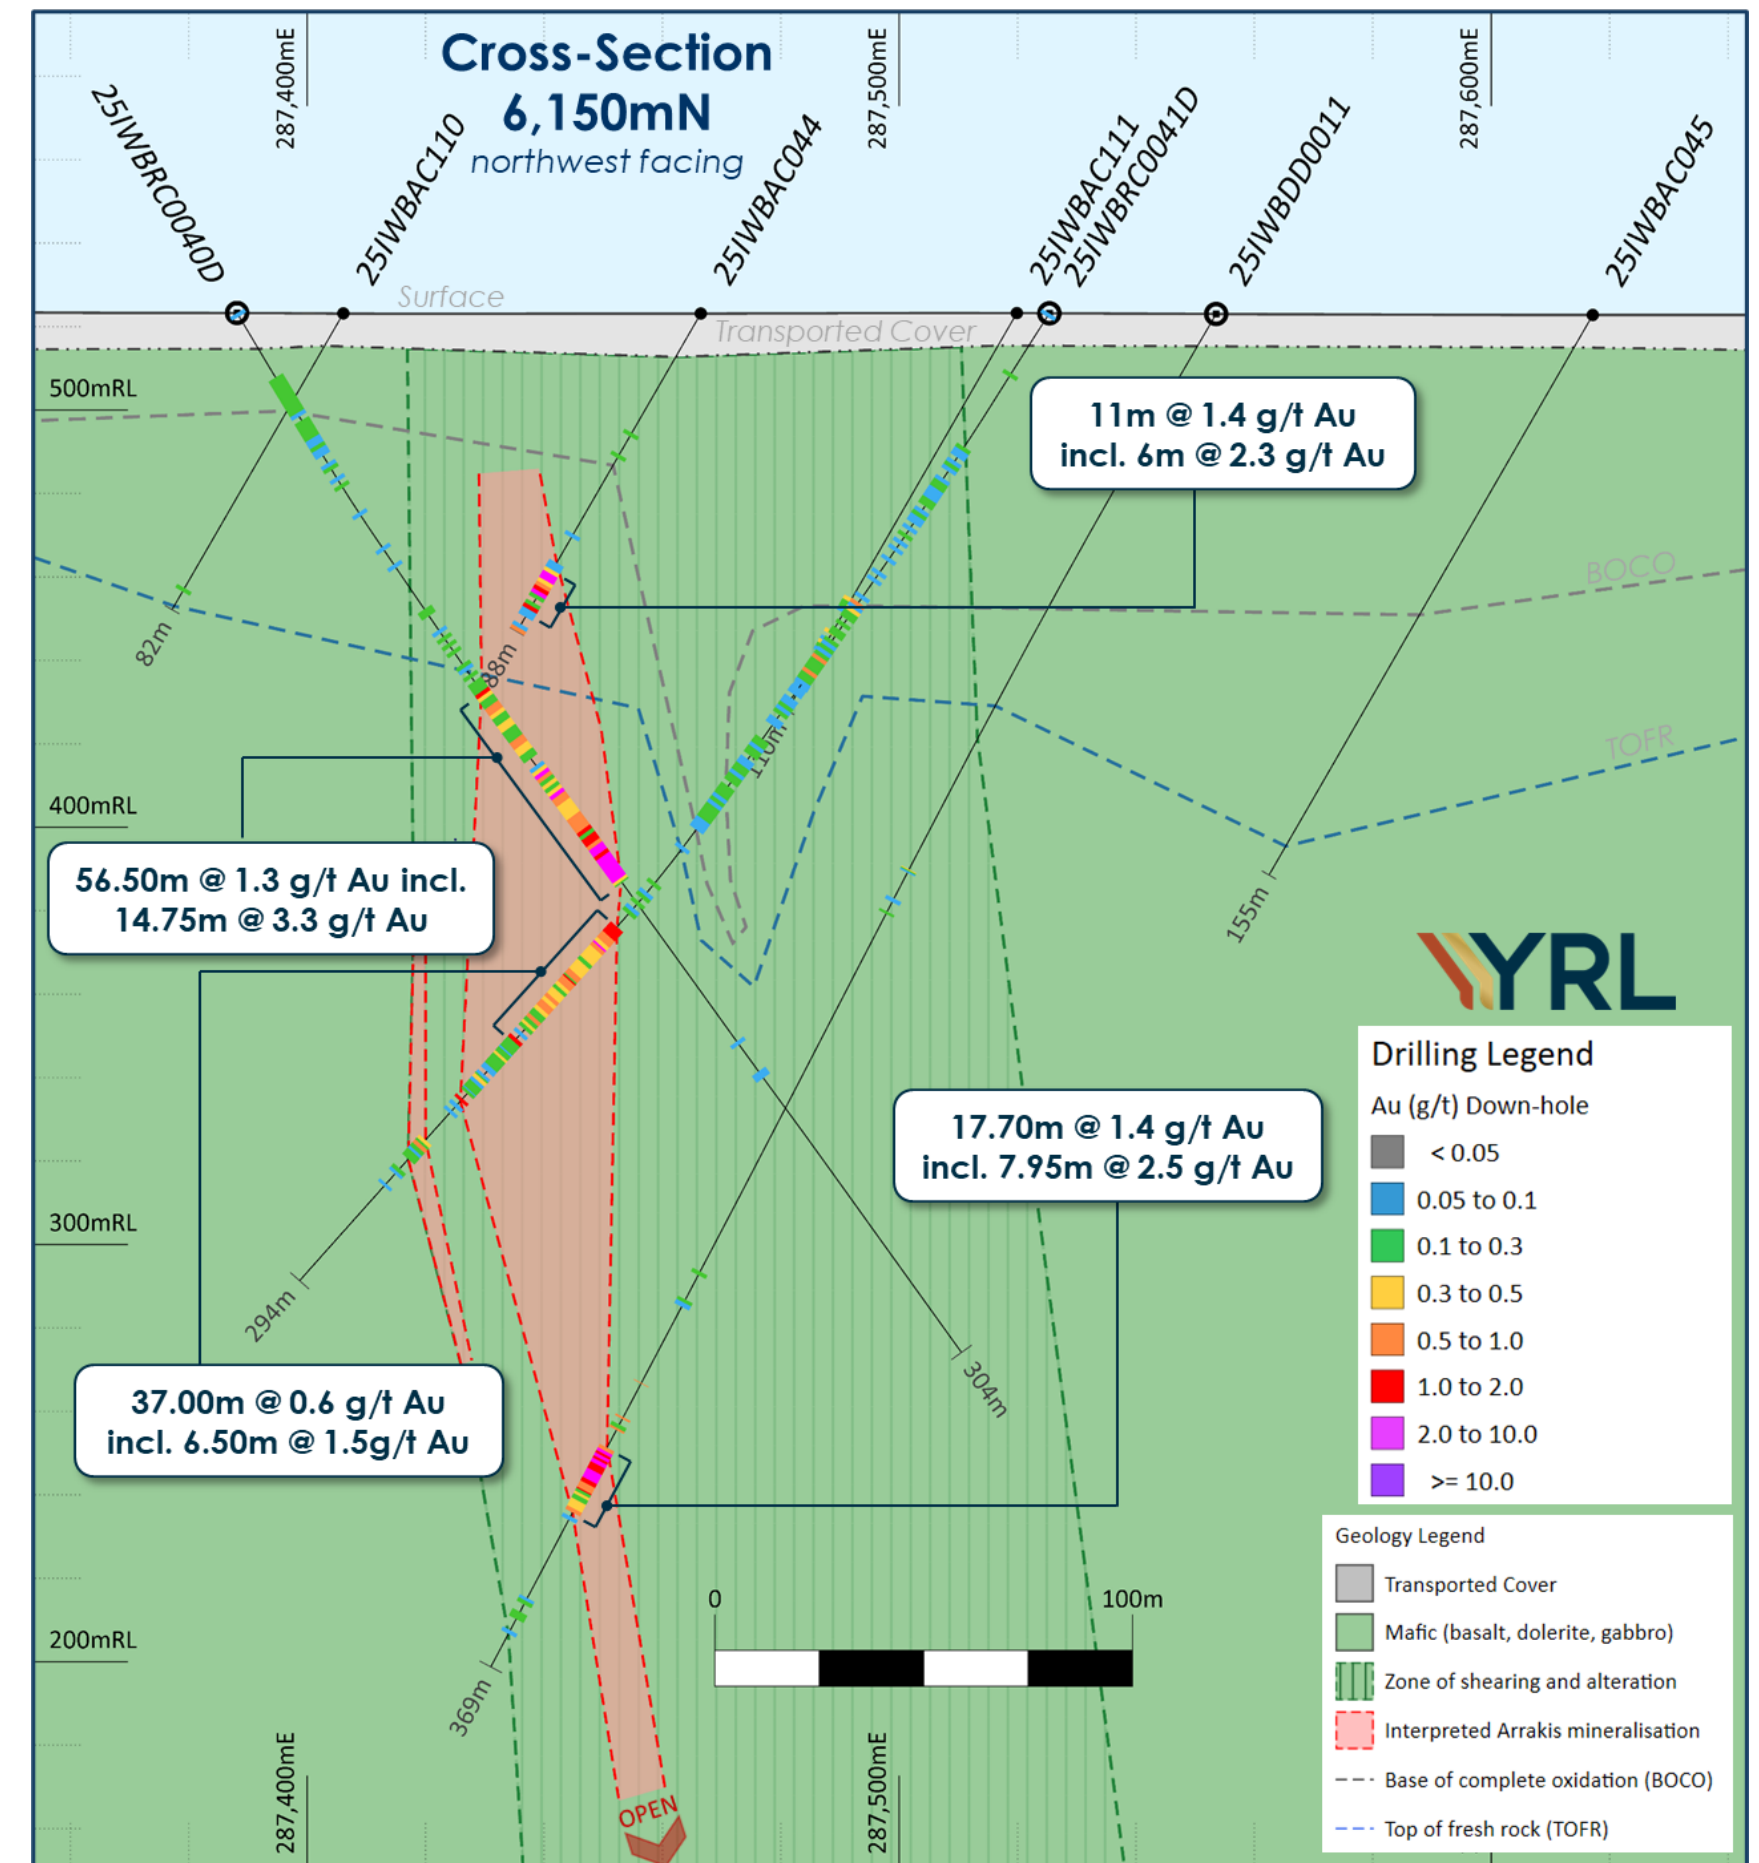 287,400mE
Cross-Section
6,150mN
northwest facing
287,500mE
287,600mE
25IWBRC0040D
25IWBAC110
25IWBAC044
25IWBAC111
25IWBRC0041D
25IWBDD0011
25IWBAC045
Surface
Transported Cover
500mRL
11m @ 1.4 g/t Au
incl. 6m @ 2.3 g/t Au
BOCO
82m
88m
TOFR
110m
400mRL
56.50m @ 1.3 g/t Au incl.
14.75m @ 3.3 g/t Au
155m
YRL
Drilling Legend
Au (g/t) Down-hole
< 0.05
0.05 to 0.1
0.1 to 0.3
0.3 to 0.5
0.5 to 1.0
1.0 to 2.0
2.0 to 10.0
>= 10.0
17.70m @ 1.4 g/t Au
incl. 7.95m @ 2.5 g/t Au
300mRL
294m
304m
37.00m @ 0.6 g/t Au
incl. 6.50m @ 1.5g/t Au
Geology Legend
Transported Cover
Mafic (basalt, dolerite, gabbro)
Zone of shearing and alteration
Interpreted Arrakis mineralisation
Base of complete oxidation (BOCO)
Top of fresh rock (TOFR)
0
100m
200mRL
369m
287,400mE
287,500mE
OPEN